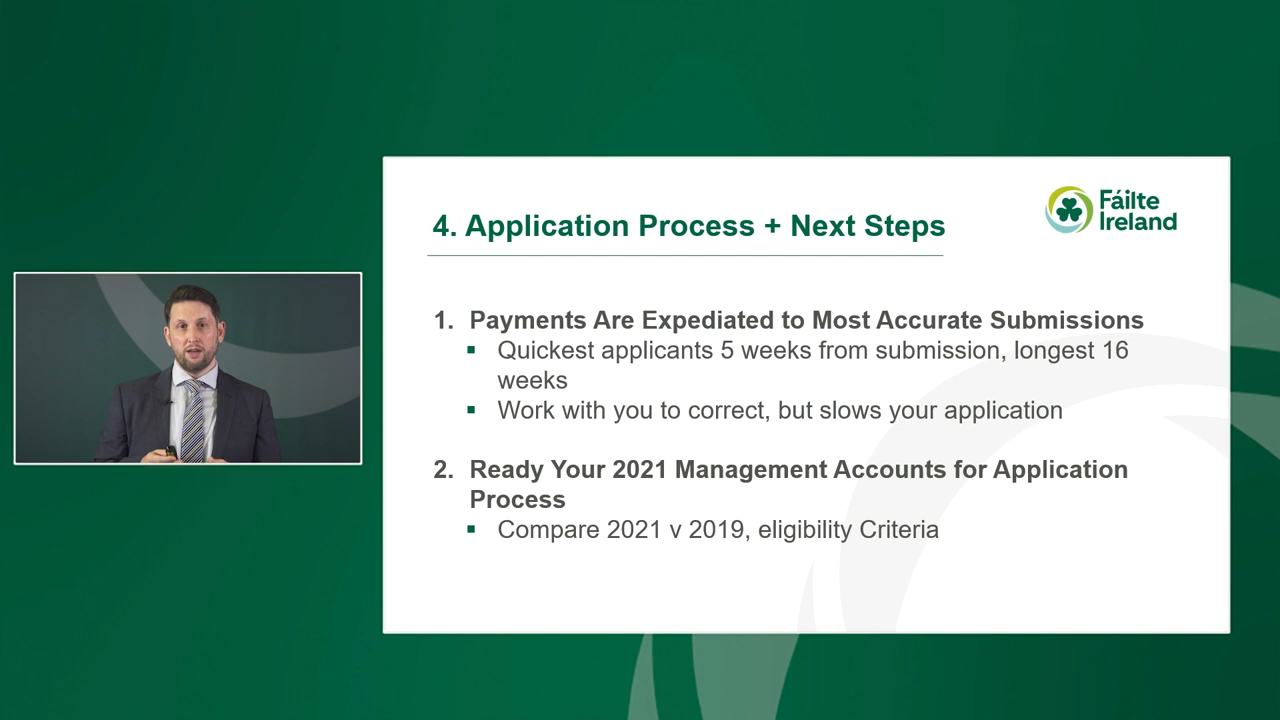 4. Application Process + Next Steps
Fáilte
Ireland
1. Payments Are Expediated to Most Accurate Submissions
▪ Quickest applicants 5 weeks from submission, longest 16
weeks
▪ Work with you to correct, but slows your application
2. Ready Your 2021 Management Accounts for Application
Process
▪ Compare 2021 v 2019, eligibility Criteria